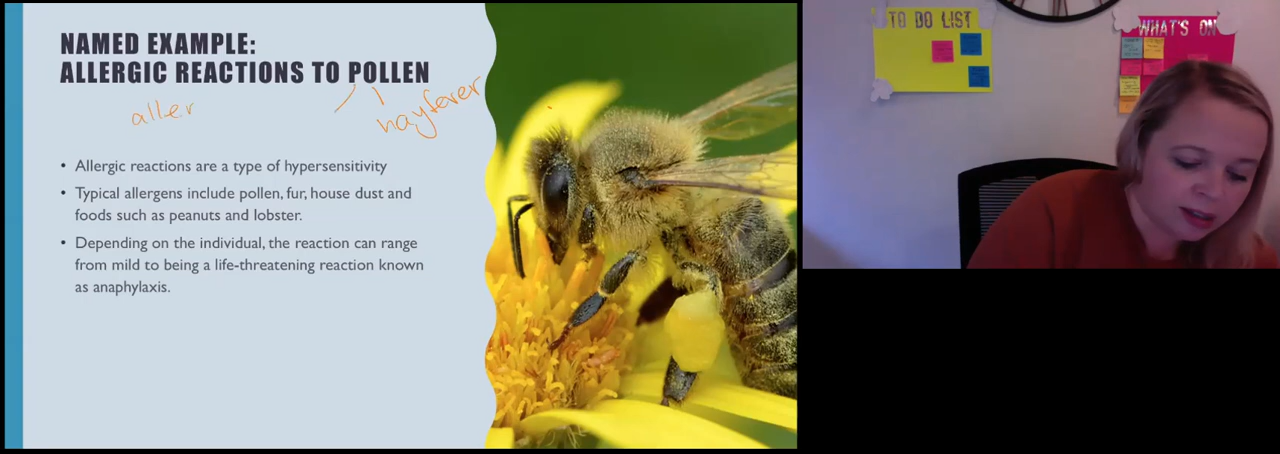 NAMED EXAMPLE:
ALLERGIC REACTIONS TO POLLEN
aller
hayfever
• Allergic reactions are a type of hypersensitivity
• Typical allergens include pollen, fur, house dust and
foods such as peanuts and lobster.
• Depending on the individual, the reaction can range
from mild to being a life-threatening reaction known
as anaphylaxis.
TO DO LIST
WHAT'S ON